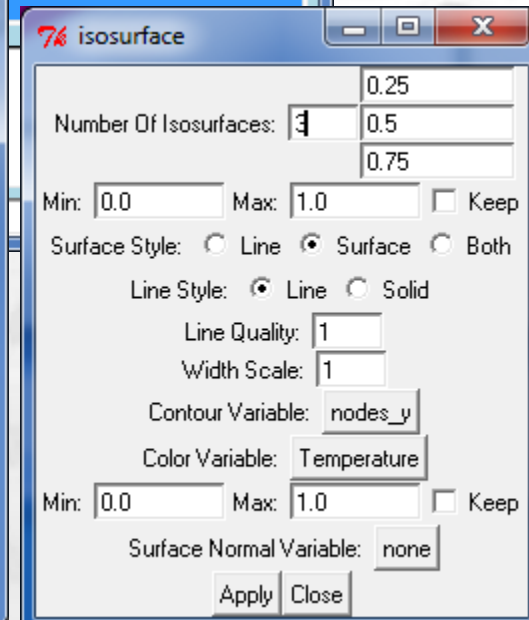 7k isosurface
0.25
Number Of Isosurfaces: 3 0.5
0.75
Min: 0.0 Max: 1.0 Keep
Surface Style: Line Surface Both
Line Style: Line Solid
Line Quality: 1
Width Scale: 1
Contour Variable: nodes_y
Color Variable: Temperature
Min: 0.0 Max: 1.0 Keep
Surface Normal Variable: none
Apply Close